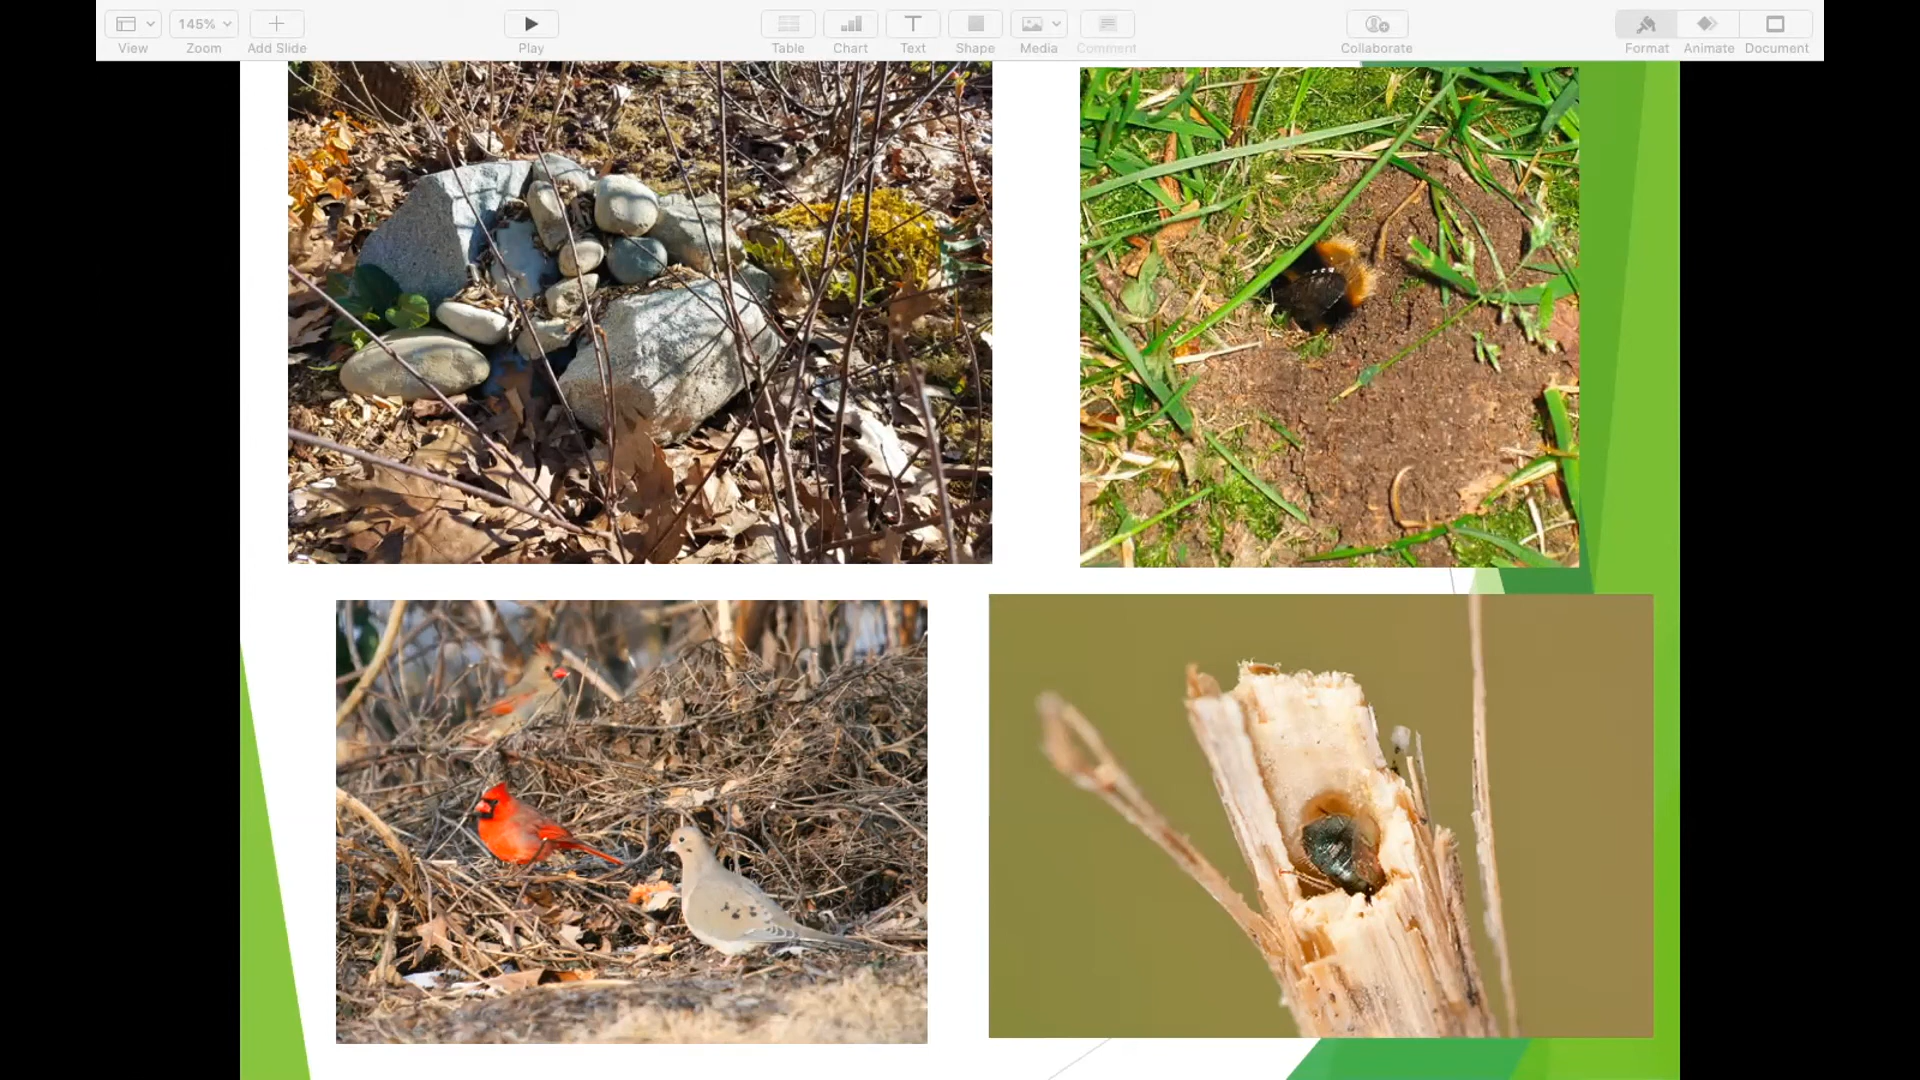 145%
View
Zoom
Add Slide
Play
Table
Chart
Text
Shape
Media
Comment
Collaborate
Format
Animate
Document